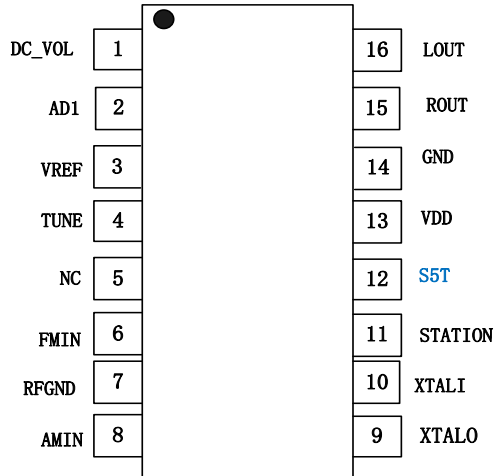 DC_VOL 1 16 LOUT
AD1 2 15 ROUT
VREF 3 14 GND
TUNE 4 13 VDD
NC 5 12 S5T
FMIN 6 11 STATION
RFGND 7 10 XTALI
AMIN 8 9 XTALO